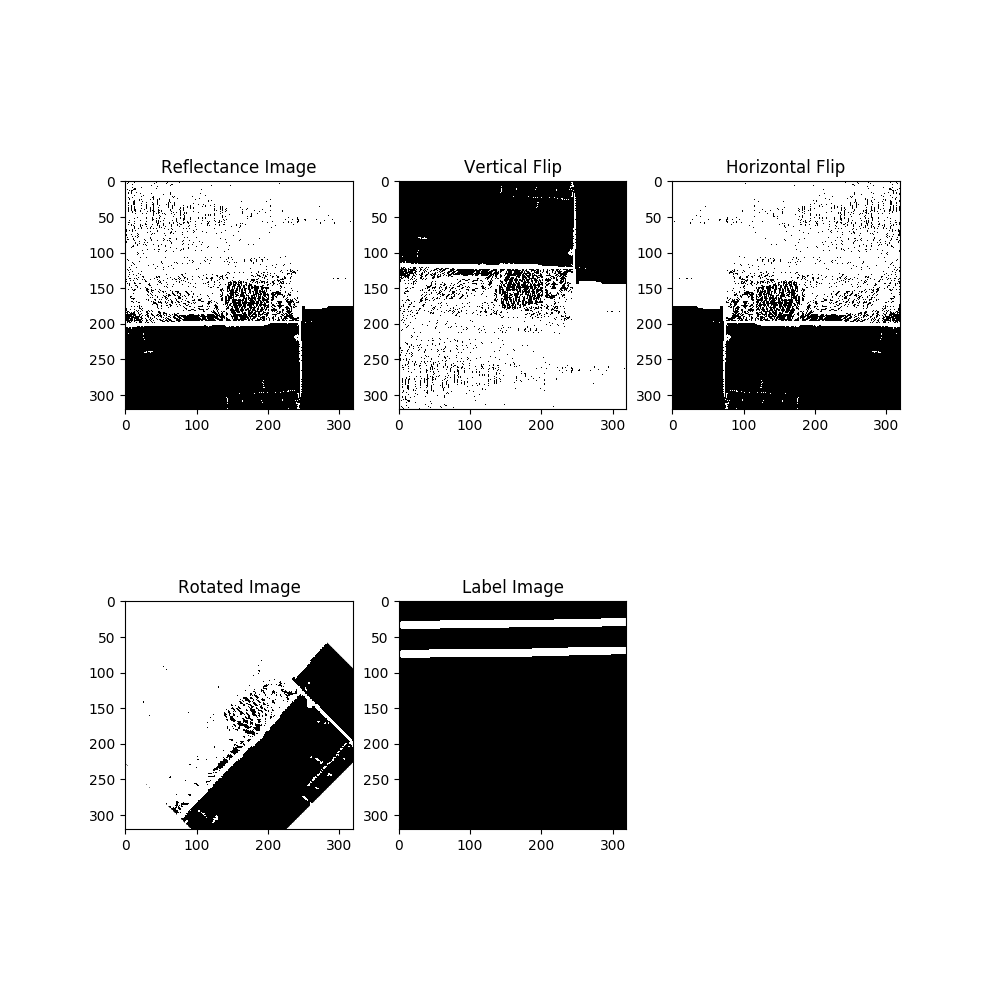 Reflectance Image Vertical Flip Horizontal Flip
0 0 0
50 50 50
100 100 100
150 150 150
200 200 200
250 250 250
300 300 300
0 100 200 300 0 100 200 300 0 100 200 300
Rotated Image Label Image
0 0
50 50
100 100
150 150
200 200
250 250
300 300
0 100 200 300 0 100 200 300